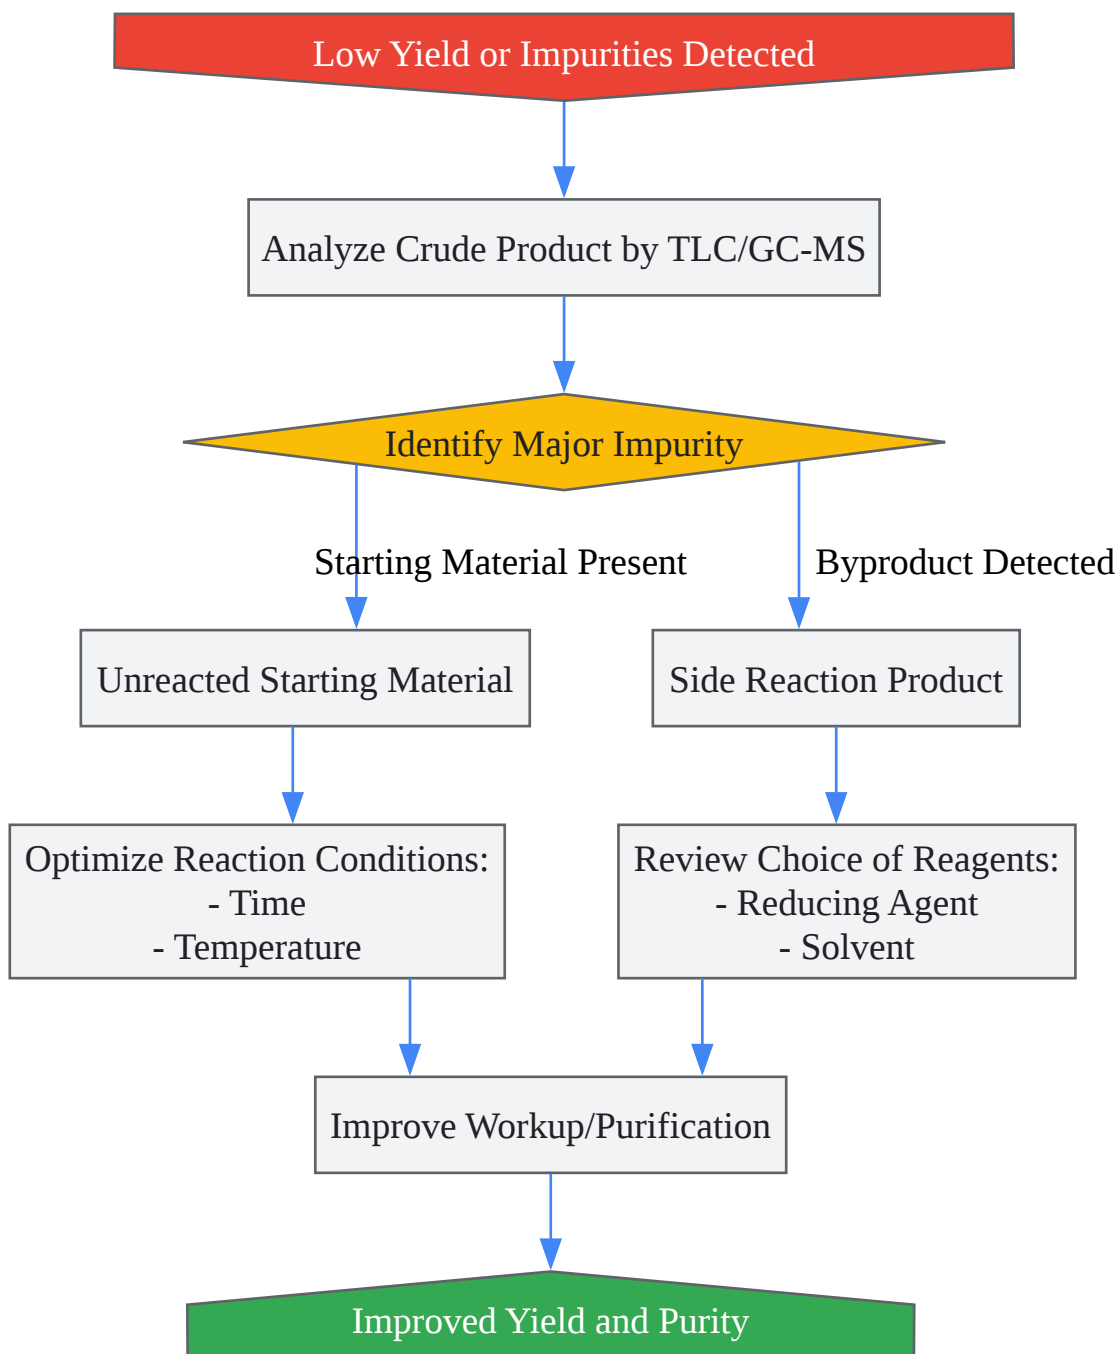 Low Yield or Impurities Detected
Analyze Crude Product by TLC/GC-MS
Identify Major Impurity
Starting Material Present
Byproduct Detected
Unreacted Starting Material
Side Reaction Product
Optimize Reaction Conditions:
- Time
- Temperature
Review Choice of Reagents:
- Reducing Agent
- Solvent
Improve Workup/Purification
Improved Yield and Purity